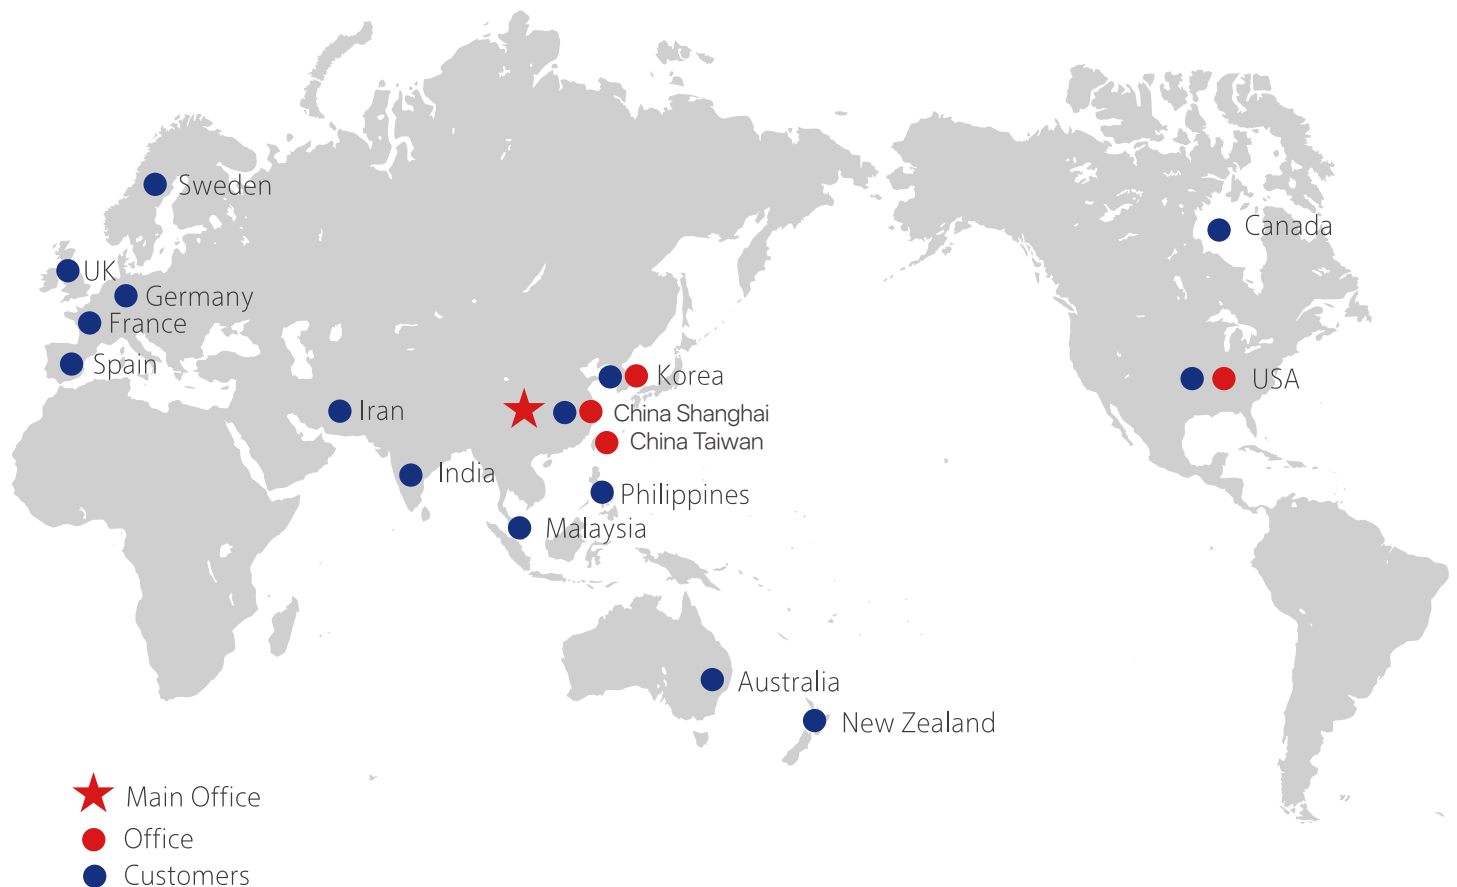 Sweden
Canada
UK
Germany
France
Spain
Korea
USA
Iran
China Shanghai
China Taiwan
India
Philippines
Malaysia
Australia
New Zealand
Main Office
Office
Customers